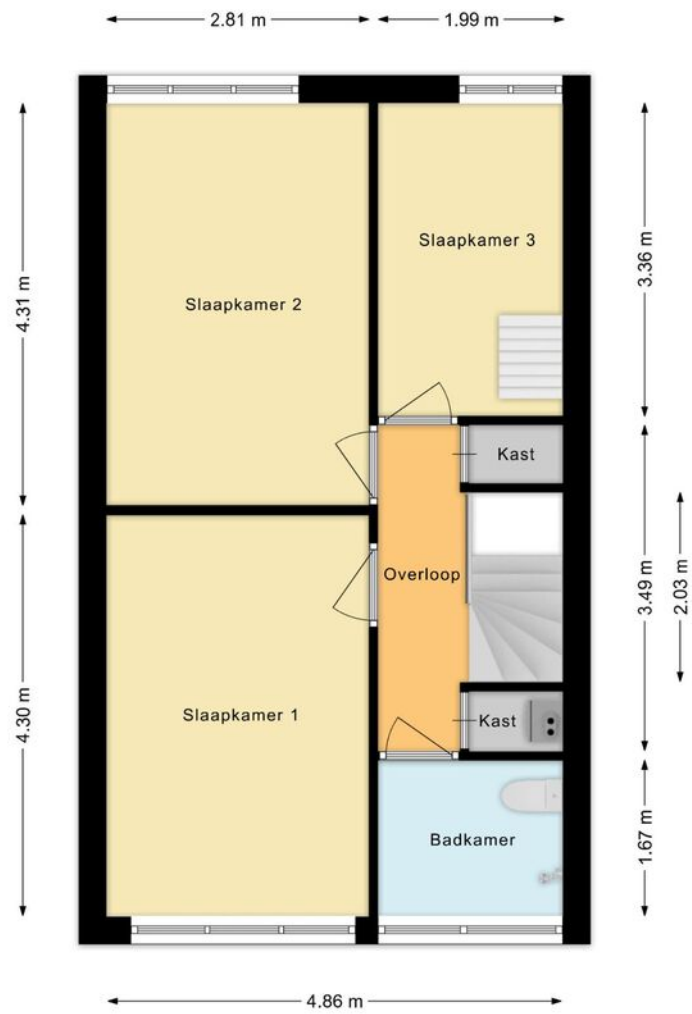 2.81 m
1.99 m
4.31 m
3.36 m
Slaapkamer 3
Slaapkamer 2
Kast
Overloop
3.49 m
2.03 m
4.30 m
Slaapkamer 1
Kast
Badkamer
1.67 m
4.86 m